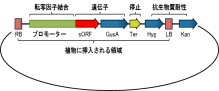 転写因子結合 遺伝子 停止 抗生物質耐性
プロモーター sORF GusA Ter Hyg Kan
RB LB
植物に挿入される領域